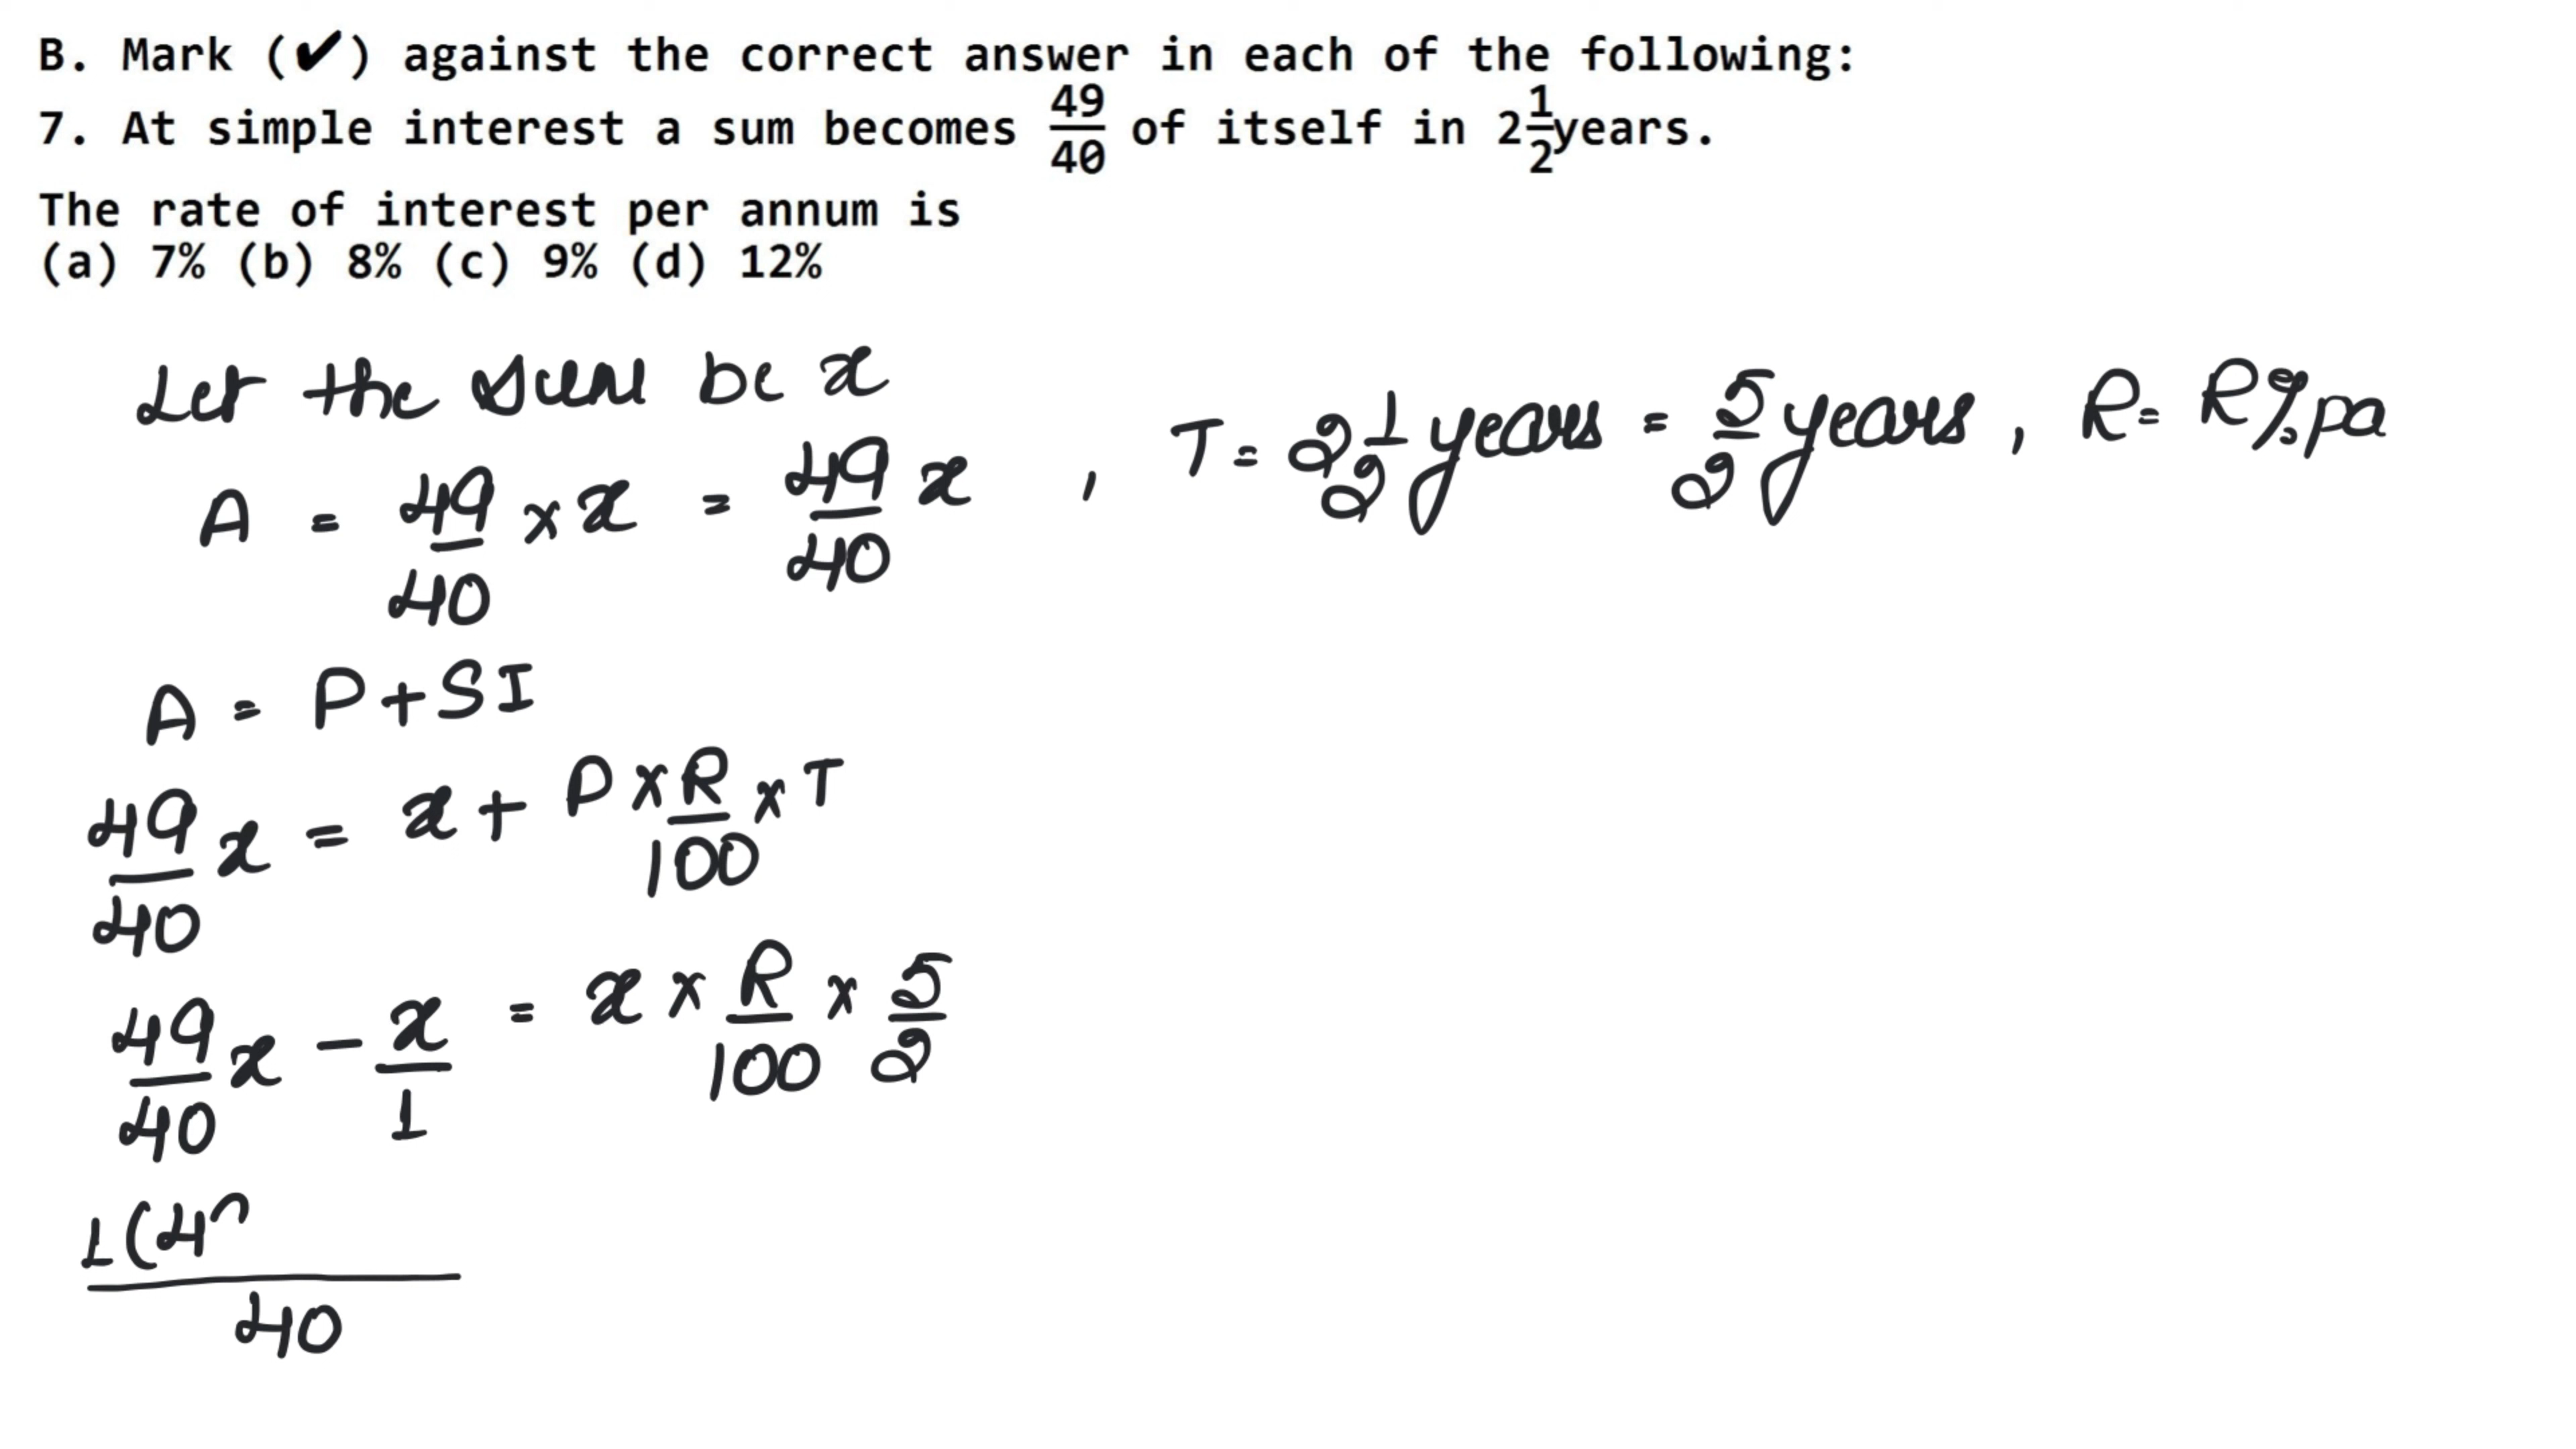 B. Mark (✔) against the correct answer in each of the following:
7. At simple interest a sum becomes 49/40 of itself in 2 1/2 years.
The rate of interest per annum is
(a) 7% (b) 8% (c) 9% (d) 12%
Let the sum be x
A = 49/40 × x = 49/40 x , T = 2 1/2 years = 5/2 years , R = R% pa
A = P+SI
49/40 x = x + P×R×T/100
49/40 x - x/1 = x × R/100 × 5/2
1(4
40